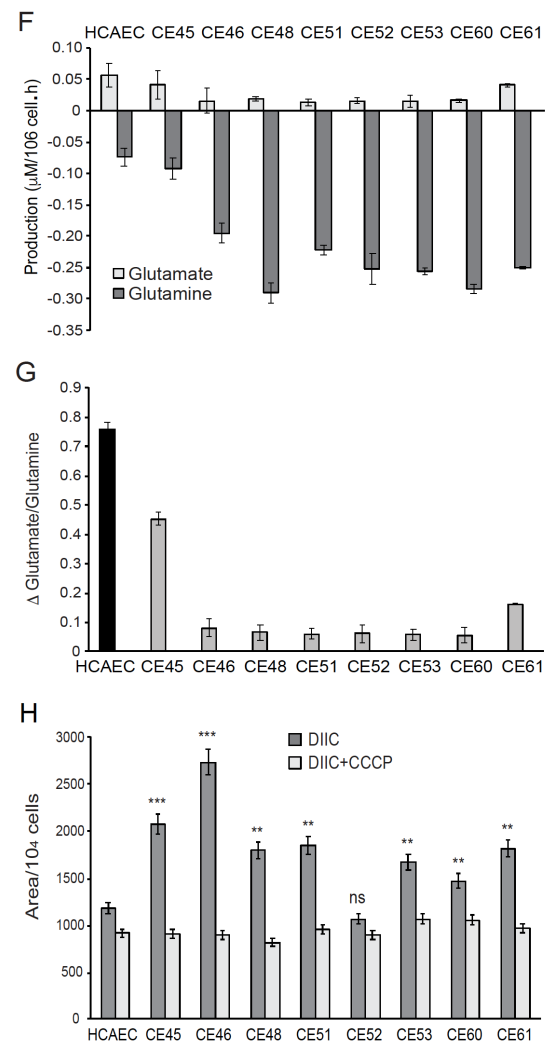 F
HCAEC CE45 CE46 CE48 CE51 CE52 CE53 CE60 CE61
0.10
0.05
0
-0.05
-0.10
-0.15
-0.20
-0.25
-0.30
-0.35
Production (µM/106 cell.h)
Glutamate
Glutamine
G
0.9
0.8
0.7
0.6
0.5
0.4
0.3
0.2
0.1
0
Δ Glutamate/Glutamine
HCAEC CE45 CE46 CE48 CE51 CE52 CE53 CE60 CE61
H
3000
2500
2000
1500
1000
500
0
Area/10₄ cells
DIIC
DIIC+CCCP
*** *** ** ** ns ** ** **
HCAEC CE45 CE46 CE48 CE51 CE52 CE53 CE60 CE61